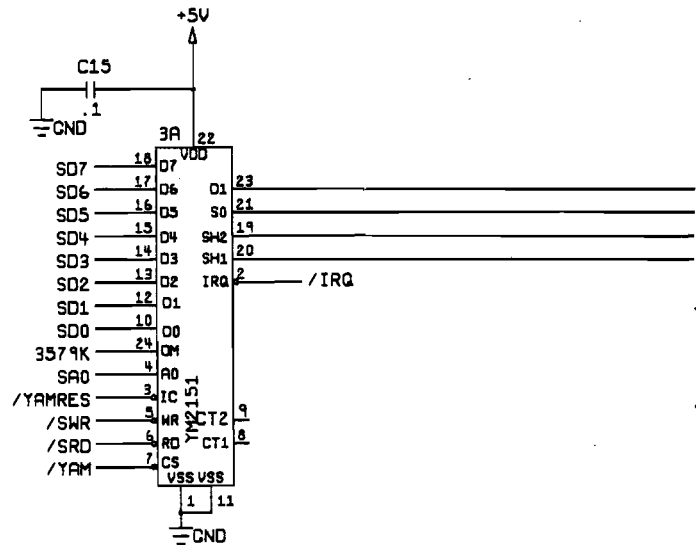 +5V
C15
.1
GND
3A
22
VDD
SD7 18 D7
SD6 17 D6 O1 23
SD5 16 D5 SO 21
SD4 15 D4 SH2 19
SD3 14 D3 SH1 20
SD2 13 D2 IRQ 2 /IRQ
SD1 12 D1
SD0 10 D0
3579K 24 OM
SA0 4 A0
/YAMRES 3 IC
/SWR 5 WR CT2 9
/SRD 6 RD CT1 8
/YAM 7 CS
YM2151
VSS VSS
1 11
GND